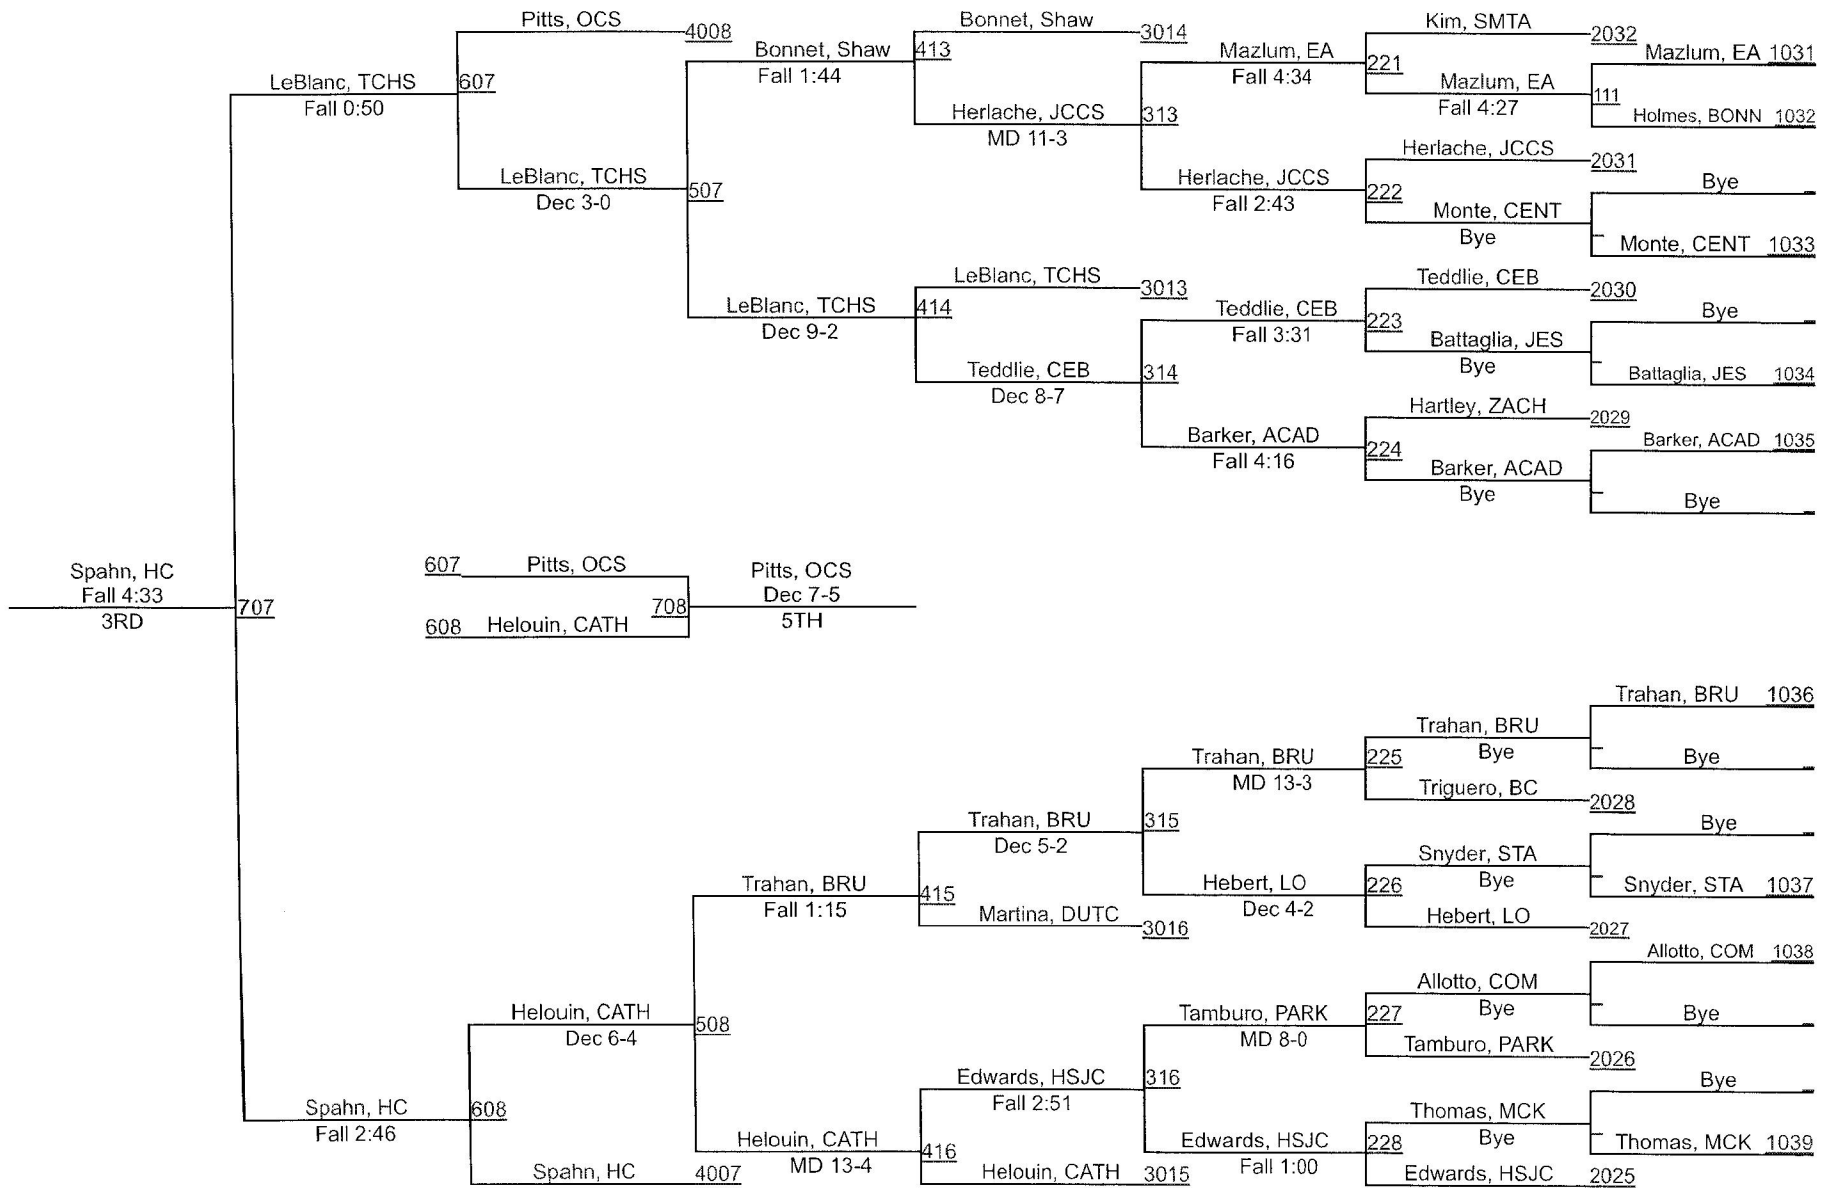 Pitts, OCS
4008
LeBlanc, TCHS
Fall 0:50
607
LeBlanc, TCHS
Dec 3-0
Bonnet, Shaw
Fall 1:44
507
LeBlanc, TCHS
Dec 9-2
Bonnet, Shaw
3014
413
Herlache, JCCS
MD 11-3
LeBlanc, TCHS
3013
414
Teddlie, CEB
Dec 8-7
Mazlum, EA
Fall 4:34
313
Herlache, JCCS
Fall 2:43
Teddlie, CEB
Fall 3:31
314
Barker, ACAD
Fall 4:16
Kim, SMTA
2032
221
Mazlum, EA
Fall 4:27
Herlache, JCCS
2031
222
Monte, CENT
Bye
Teddlie, CEB
2030
223
Battaglia, JES
Bye
Hartley, ZACH
2029
224
Barker, ACAD
Bye
Mazlum, EA 1031
111
Holmes, BONN 1032
Bye
Monte, CENT 1033
Bye
Battaglia, JES 1034
Barker, ACAD 1035
Bye
Spahn, HC
Fall 4:33
3RD
707
607 Pitts, OCS
608 Helouin, CATH
708
Pitts, OCS
Dec 7-5
5TH
Spahn, HC
Fall 2:46
608
Helouin, CATH
Dec 6-4
Spahn, HC 4007
Trahan, BRU
Fall 1:15
508
Helouin, CATH
MD 13-4
Trahan, BRU
Dec 5-2
415
Martina, DUTC
3016
Edwards, HSJC
Fall 2:51
416
Helouin, CATH 3015
Trahan, BRU
MD 13-3
315
Hebert, LO
Dec 4-2
Tamburo, PARK
MD 8-0
316
Edwards, HSJC
Fall 1:00
Trahan, BRU
Bye
225
Triguero, BC
2028
Snyder, STA
Bye
226
Hebert, LO
2027
Allotto, COM
Bye
227
Tamburo, PARK
2026
Thomas, MCK
Bye
228
Edwards, HSJC 2025
Trahan, BRU 1036
Bye
Bye
Snyder, STA 1037
Allotto, COM 1038
Bye
Bye
Thomas, MCK 1039